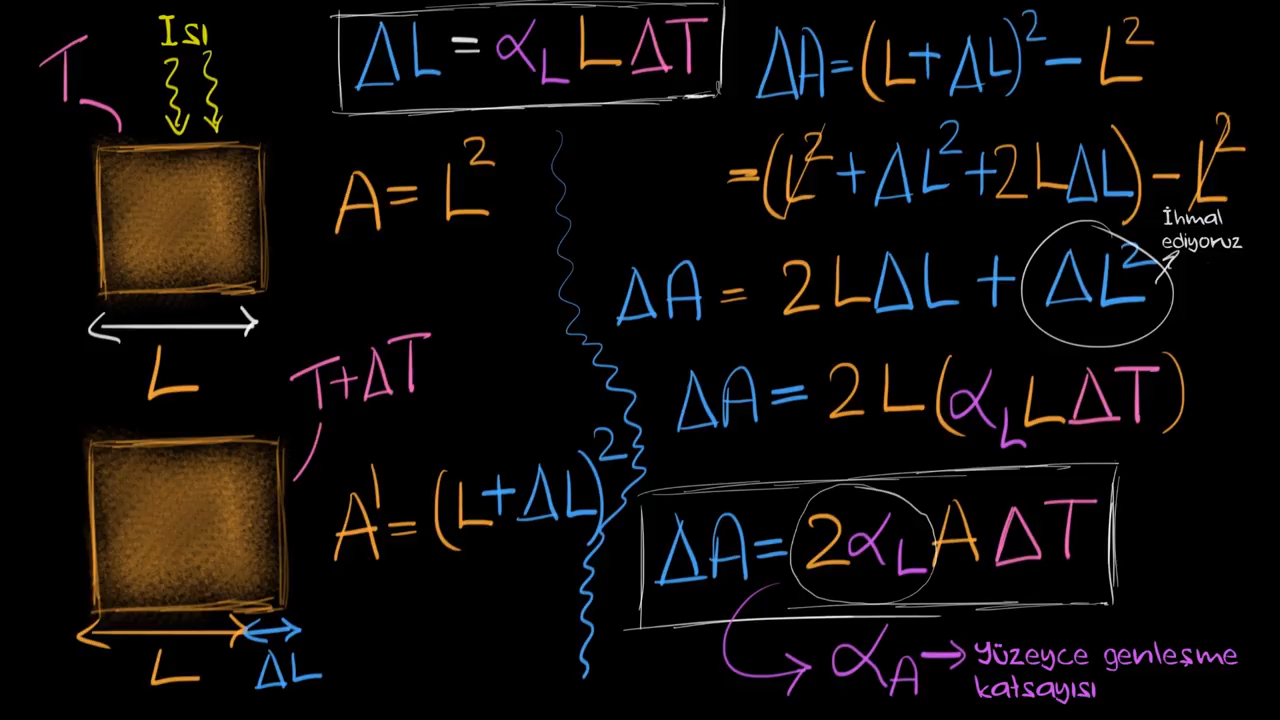 T
Isı
L
T+ΔT
L ΔL
ΔL = α_L L ΔT
A = L²
A' = (L+ΔL)²
ΔA = (L+ΔL)² - L²
= (L² + ΔL² + 2LΔL) - L²
İhmal
ediyoruz
ΔA = 2LΔL + ΔL²
ΔA = 2L(α_L L ΔT)
ΔA = 2α_L A ΔT
α_A → Yüzeyce genleşme
katsayısı